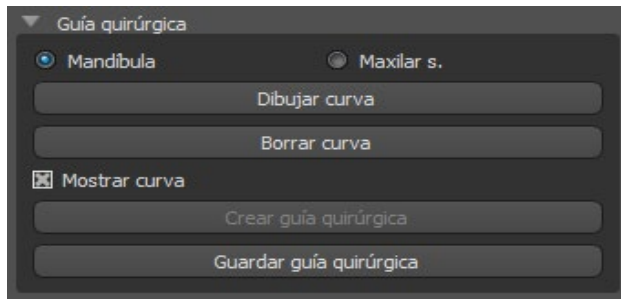 Guía quirúrgica
Mandíbula Maxilar s.
Dibujar curva
Borrar curva
Mostrar curva
Crear guía quirúrgica
Guardar guía quirúrgica